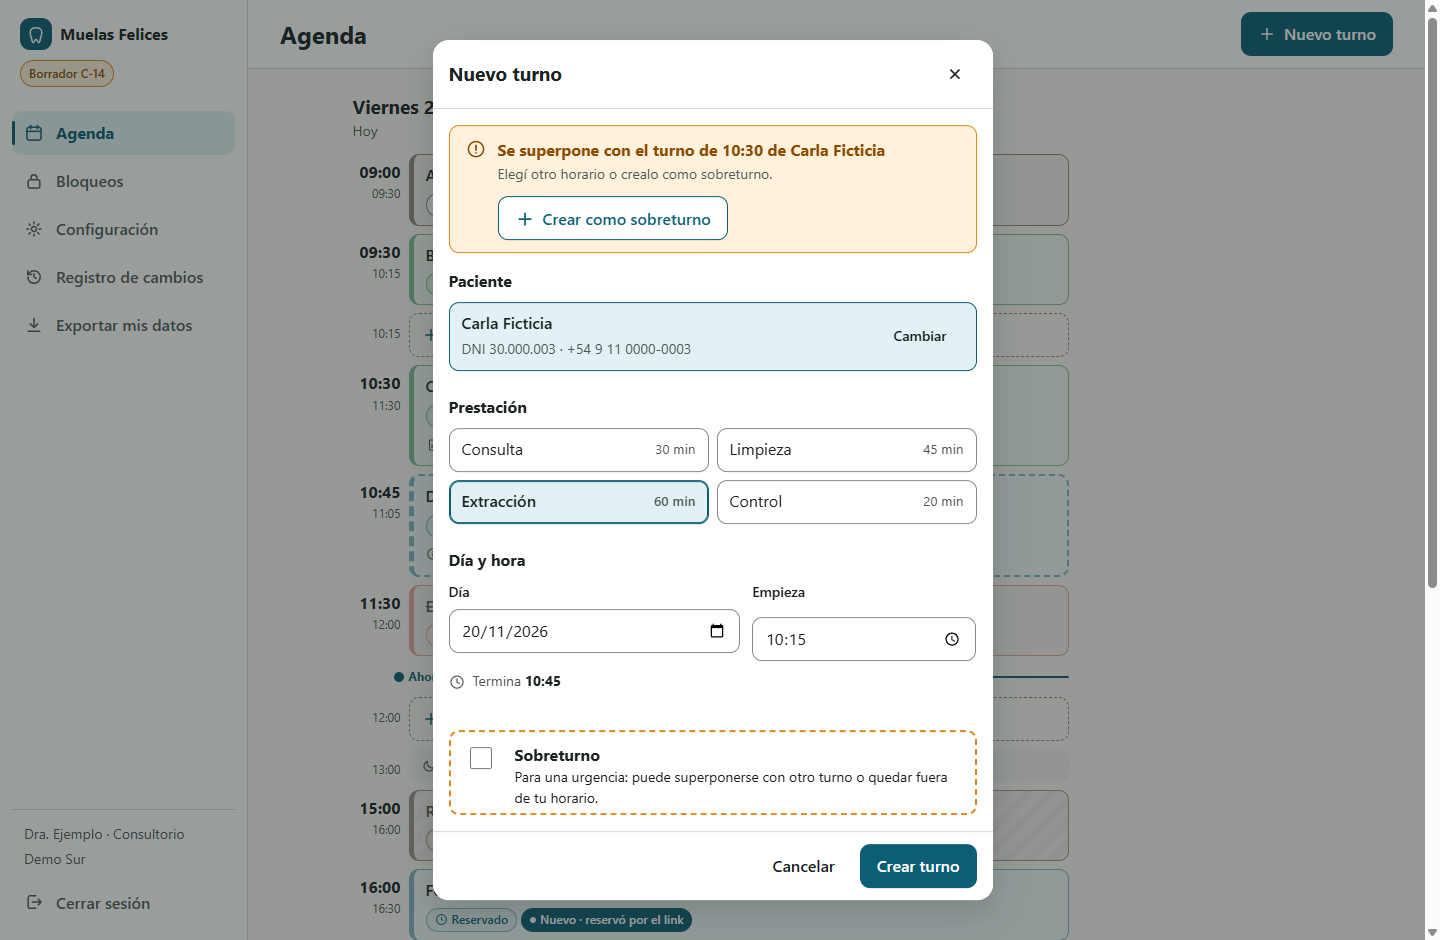 Muelas Felices
Borrador C-14
Agenda
Bloqueos
Configuración
Registro de cambios
Exportar mis datos
Dra. Ejemplo · Consultorio
Demo Sur
Cerrar sesión
Agenda
Nuevo turno
Viernes 2
Hoy
09:00
09:30
09:30
10:15
10:15
10:30
11:30
10:45
11:05
11:30
12:00
Ahor
12:00
13:00
15:00
16:00
16:00
16:30
Reservado
Nuevo · reservó por el link
Nuevo turno
Se superpone con el turno de 10:30 de Carla Ficticia
Elegí otro horario o crealo como sobreturno.
Crear como sobreturno
Paciente
Carla Ficticia
DNI 30.000.003 · +54 9 11 0000-0003
Cambiar
Prestación
Consulta 30 min
Limpieza 45 min
Extracción 60 min
Control 20 min
Día y hora
Día
Empieza
20/11/2026
10:15
Termina 10:45
Sobreturno
Para una urgencia: puede superponerse con otro turno o quedar fuera
de tu horario.
Cancelar
Crear turno